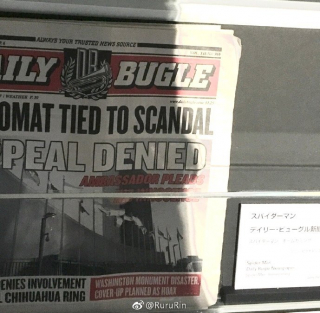 ALWAYS YOUR TRUSTED NEWS SOURCE
AILY DB BUGLE
OMAT TIED TO SCANDAL
PEAL DENIED
AMBASSADOR PLEADS
ENIES INVOLVEMENT
L CHIHUAHUA RING
WASHINGTON MONUMENT DISASTER
COVER-UP PLANNED AS HOAX
スパイダーマン
デイリー・ビューグル新聞
@RuruRin